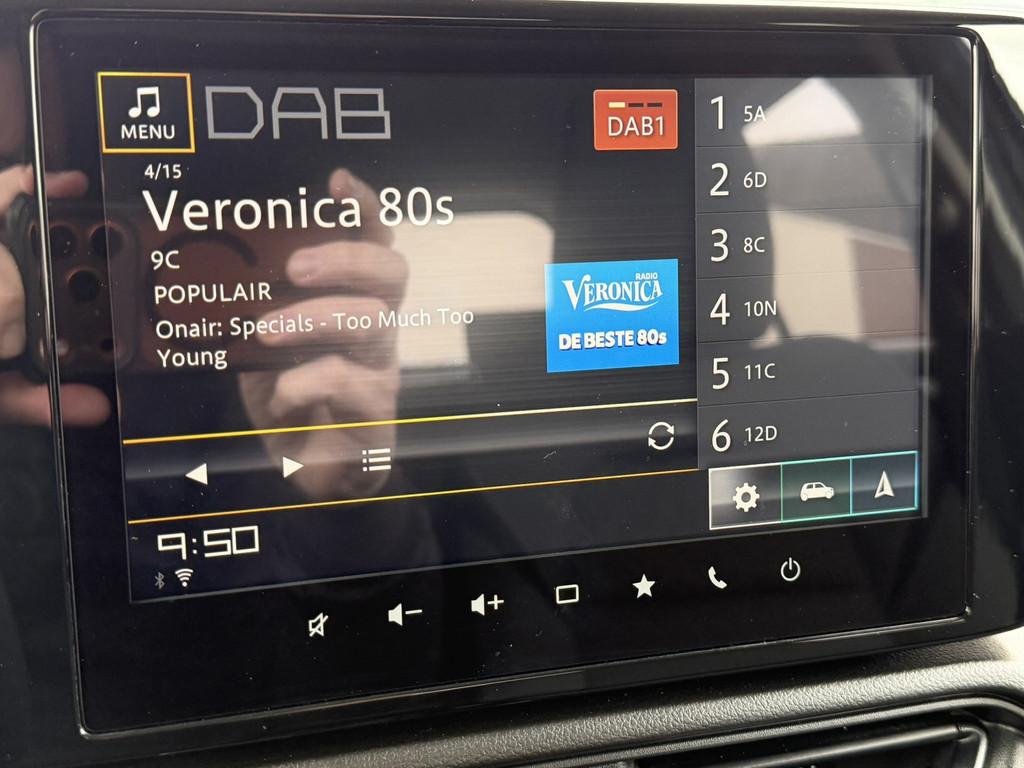 MENU
DAB
DAB1
4/15
Veronica 80s
9C
POPULAIR
Onair: Specials - Too Much Too
Young
RADIO
VERONICA
DE BESTE 80s
1 5A
2 6D
3 8C
4 10N
5 11C
6 12D
9:50